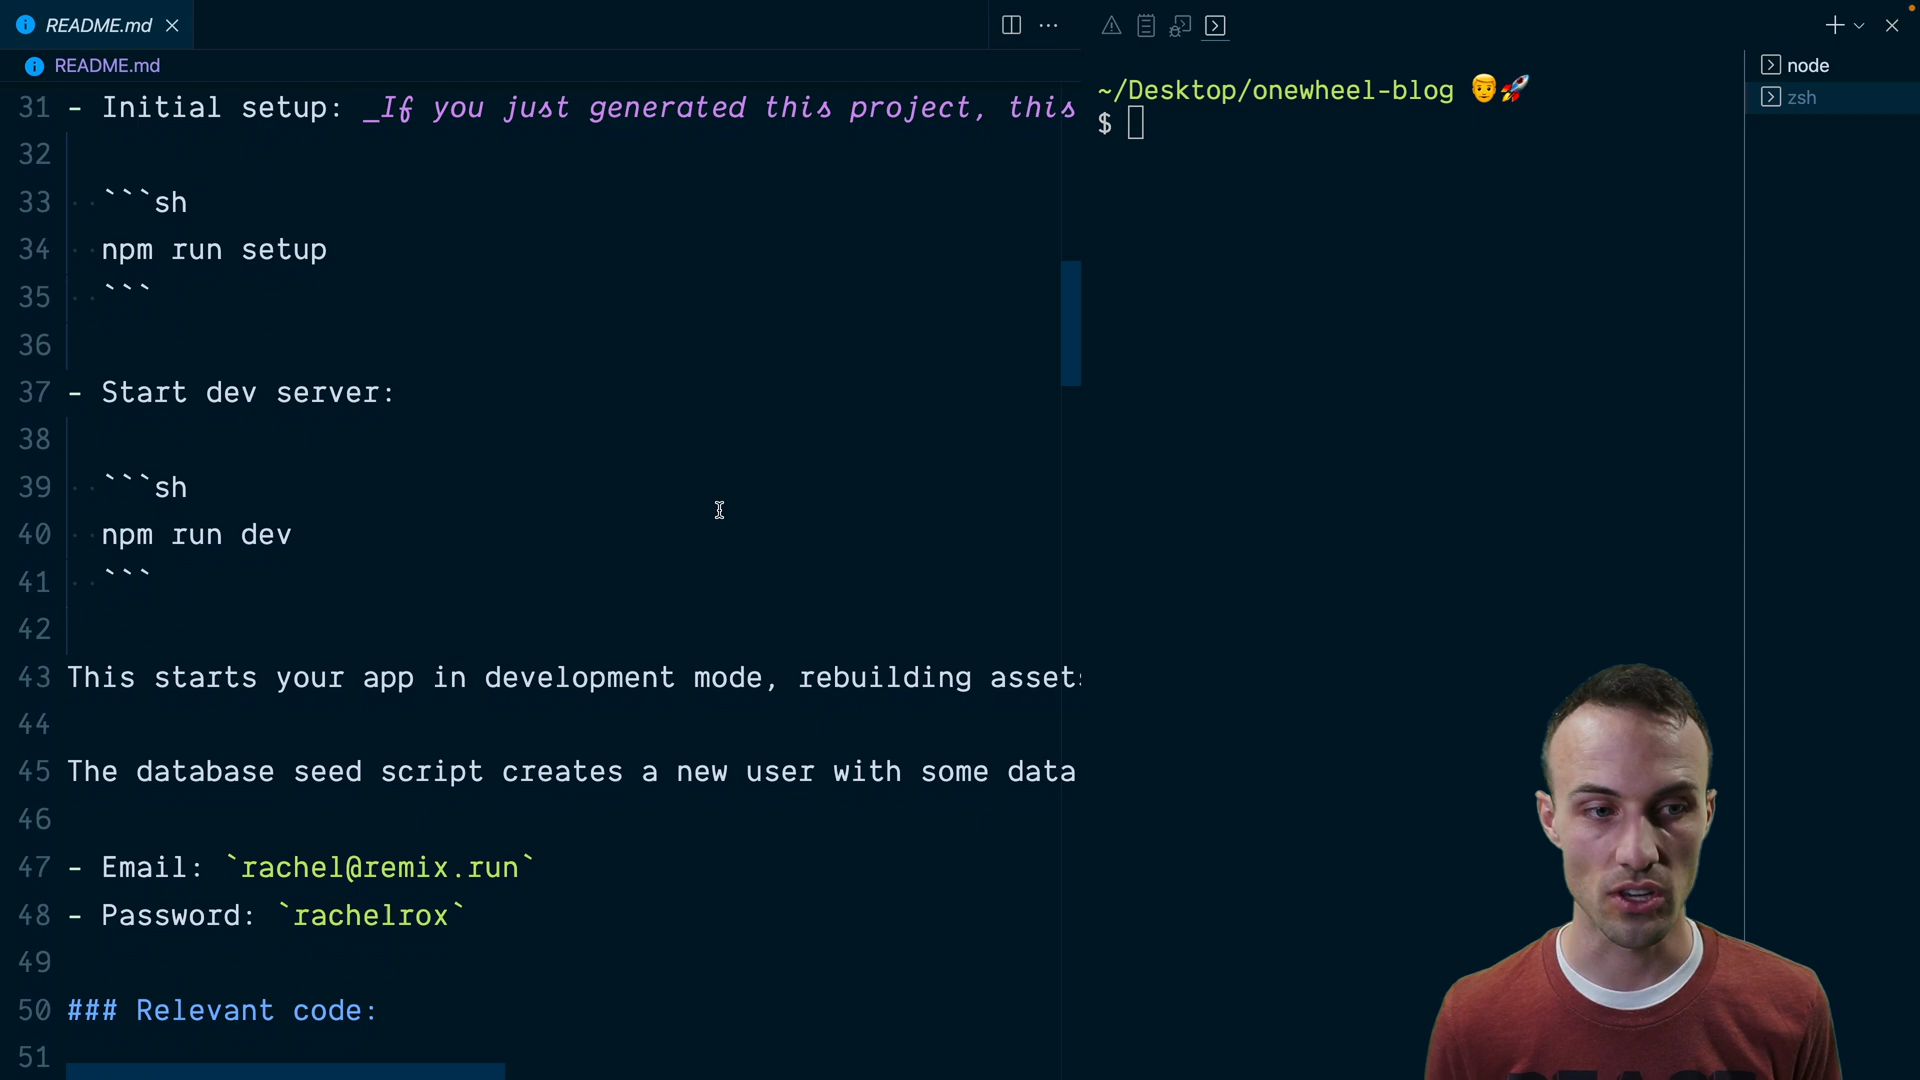 README.md
README.md
31 - Initial setup: _If you just generated this project, this
32
33 ```sh
34 npm run setup
35 ```
36
37 - Start dev server:
38
39 ```sh
40 npm run dev
41 ```
42
43 This starts your app in development mode, rebuilding assets
44
45 The database seed script creates a new user with some data
46
47 - Email: `rachel@remix.run`
48 - Password: `rachelrox`
49
50 ### Relevant code:
51
~/Desktop/onewheel-blog 👨🚀
$
node
zsh